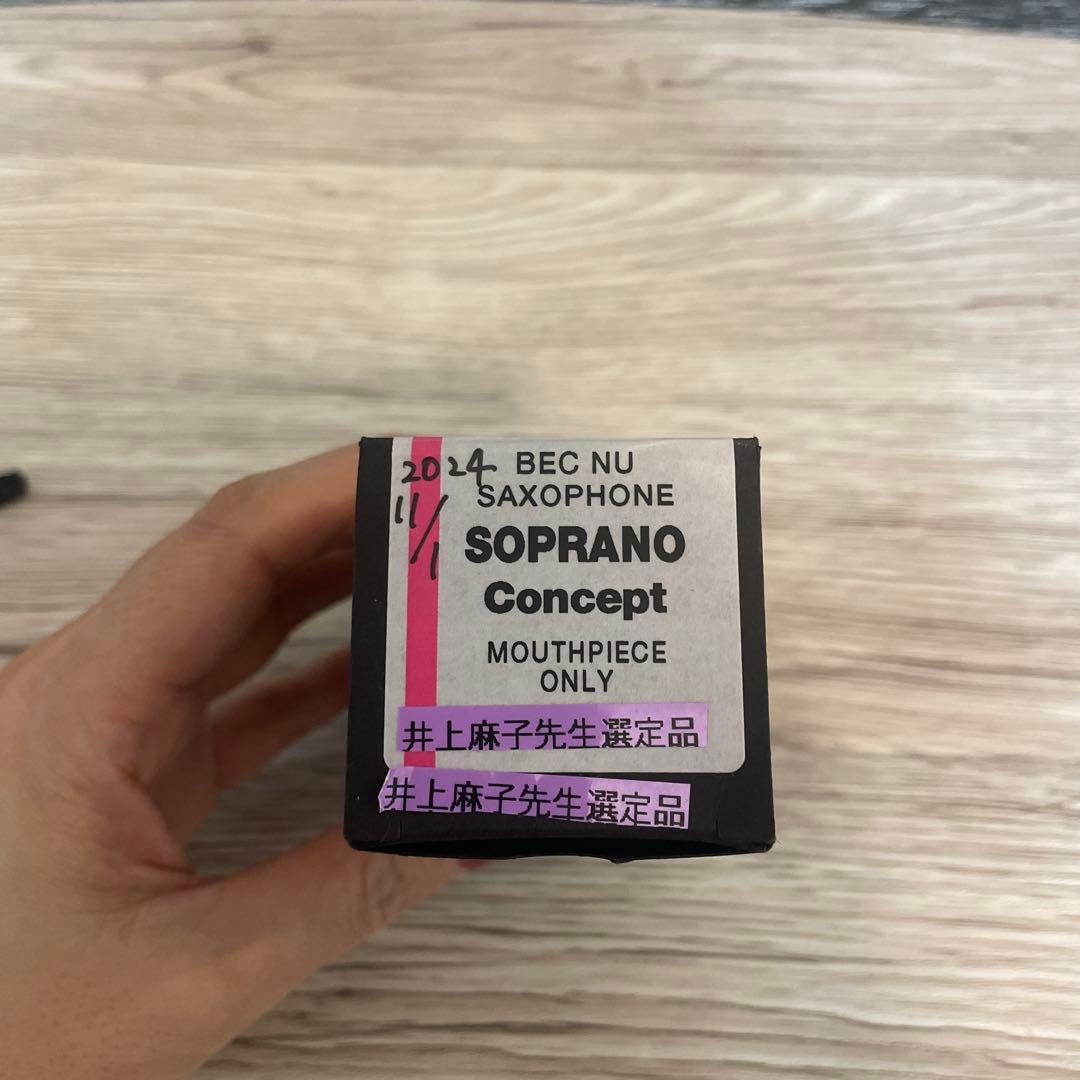 2024
11/1
BEC NU
SAXOPHONE
SOPRANO
Concept
MOUTHPIECE
ONLY
井上麻子先生選定品
井上麻子先生選定品